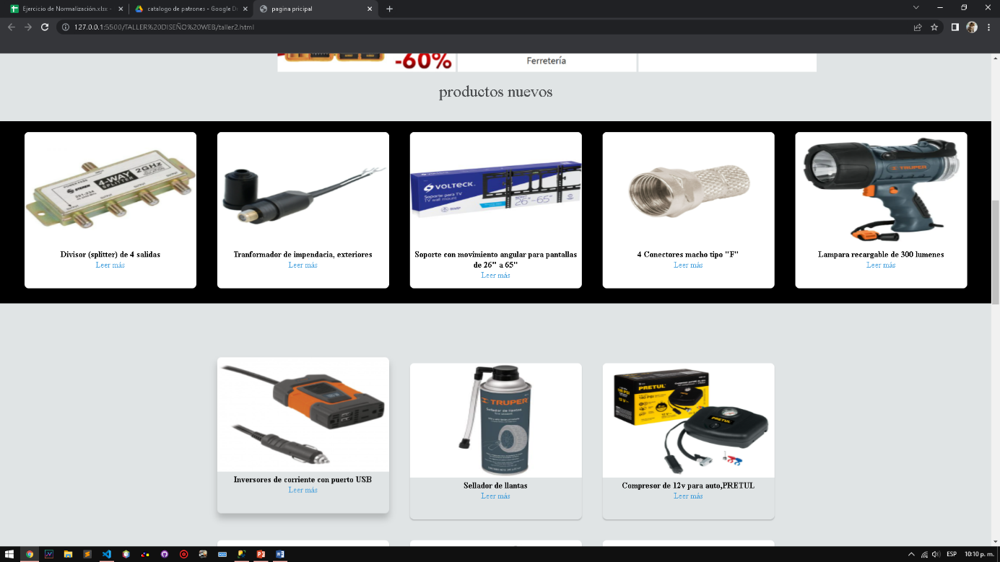 Ejercicio de Normalización.xlsx -
catalogo de patrones - Google D
pagina pricipal
127.0.0.1:5500/TALLER%20DISEÑO%20WEB/taller2.html
-60%
Ferretería
productos nuevos
4-WAY 2GHz
SPLITTER
STEREN
VOLTECK
Soporte para TV
TV wall mount
26"-65"
TRUPER
Divisor (splitter) de 4 salidas
Leer más
Tranformador de impendacia, exteriores
Leer más
Soporte con movimiento angular para pantallas
de 26" a 65"
Leer más
4 Conectores macho tipo "F"
Leer más
Lampara recargable de 300 lumenes
Leer más
TRUPER
Sellador de llantas
PRETUL
PRETUL
Inversores de corriente con puerto USB
Leer más
Sellador de llantas
Leer más
Compresor de 12v para auto,PRETUL
Leer más
ESP
10:10 p. m.